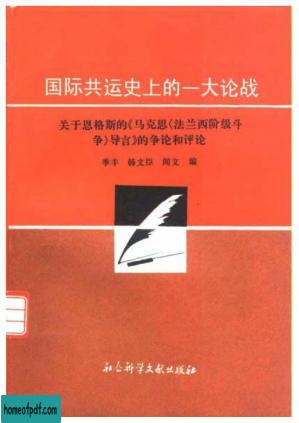 国际共运史上的一大论战
关于恩格斯的《马克思〈法兰西阶级斗
争〉导言》的争论和评论
季丰 韩文臣 闻文 编
社会科学文献出版社
homeofpdf.com